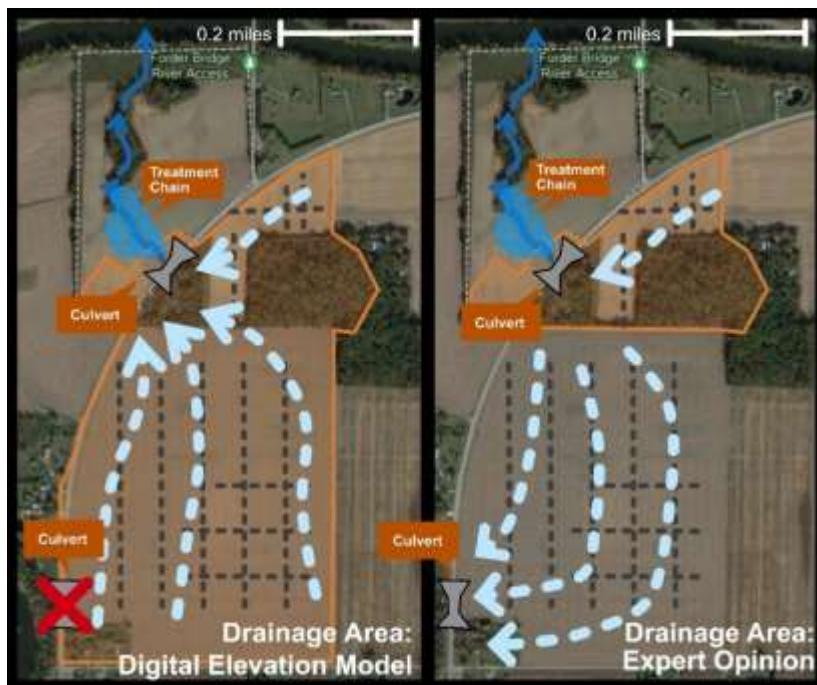 0.2 miles
Forder Bridge
River Access
Treatment
Chain
Culvert
Culvert
Drainage Area:
Digital Elevation Model
0.2 miles
Forder Bridge
River Access
Treatment
Chain
Culvert
Culvert
Drainage Area:
Expert Opinion